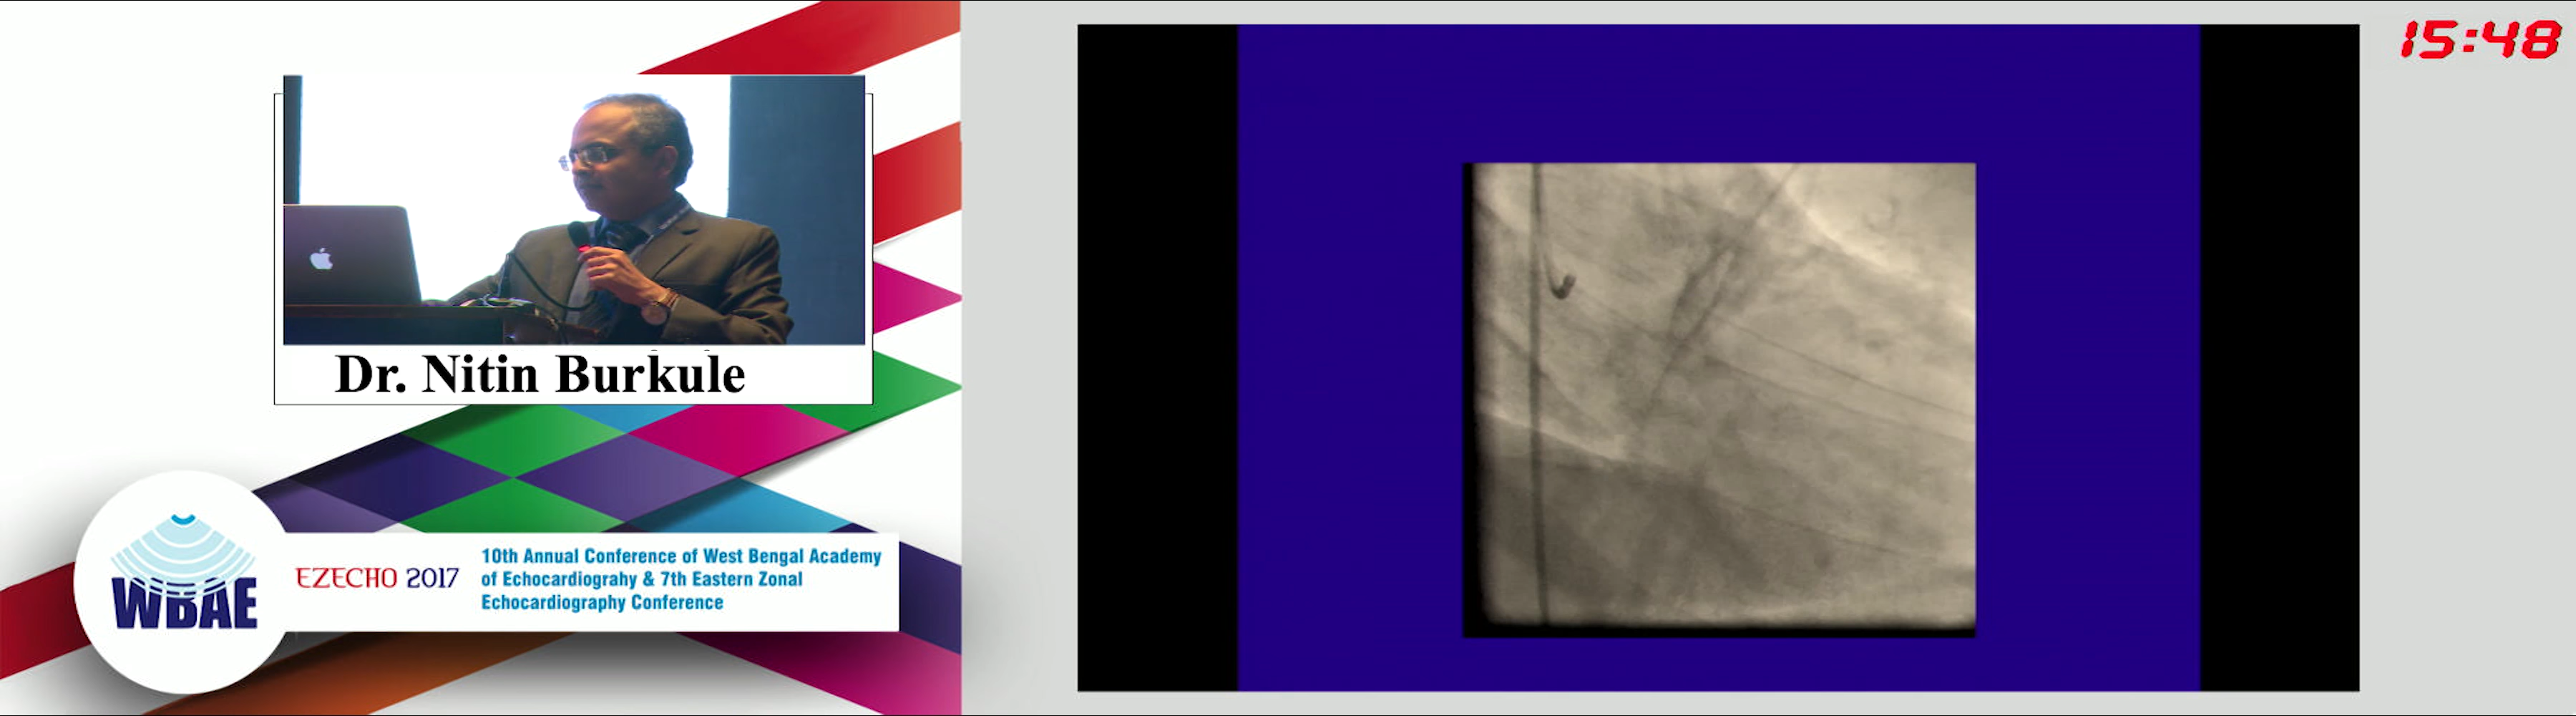 15:48
Dr. Nitin Burkule
WBAE
EZECHO 2017
10th Annual Conference of West Bengal Academy
of Echocardiograhy & 7th Eastern Zonal
Echocardiography Conference